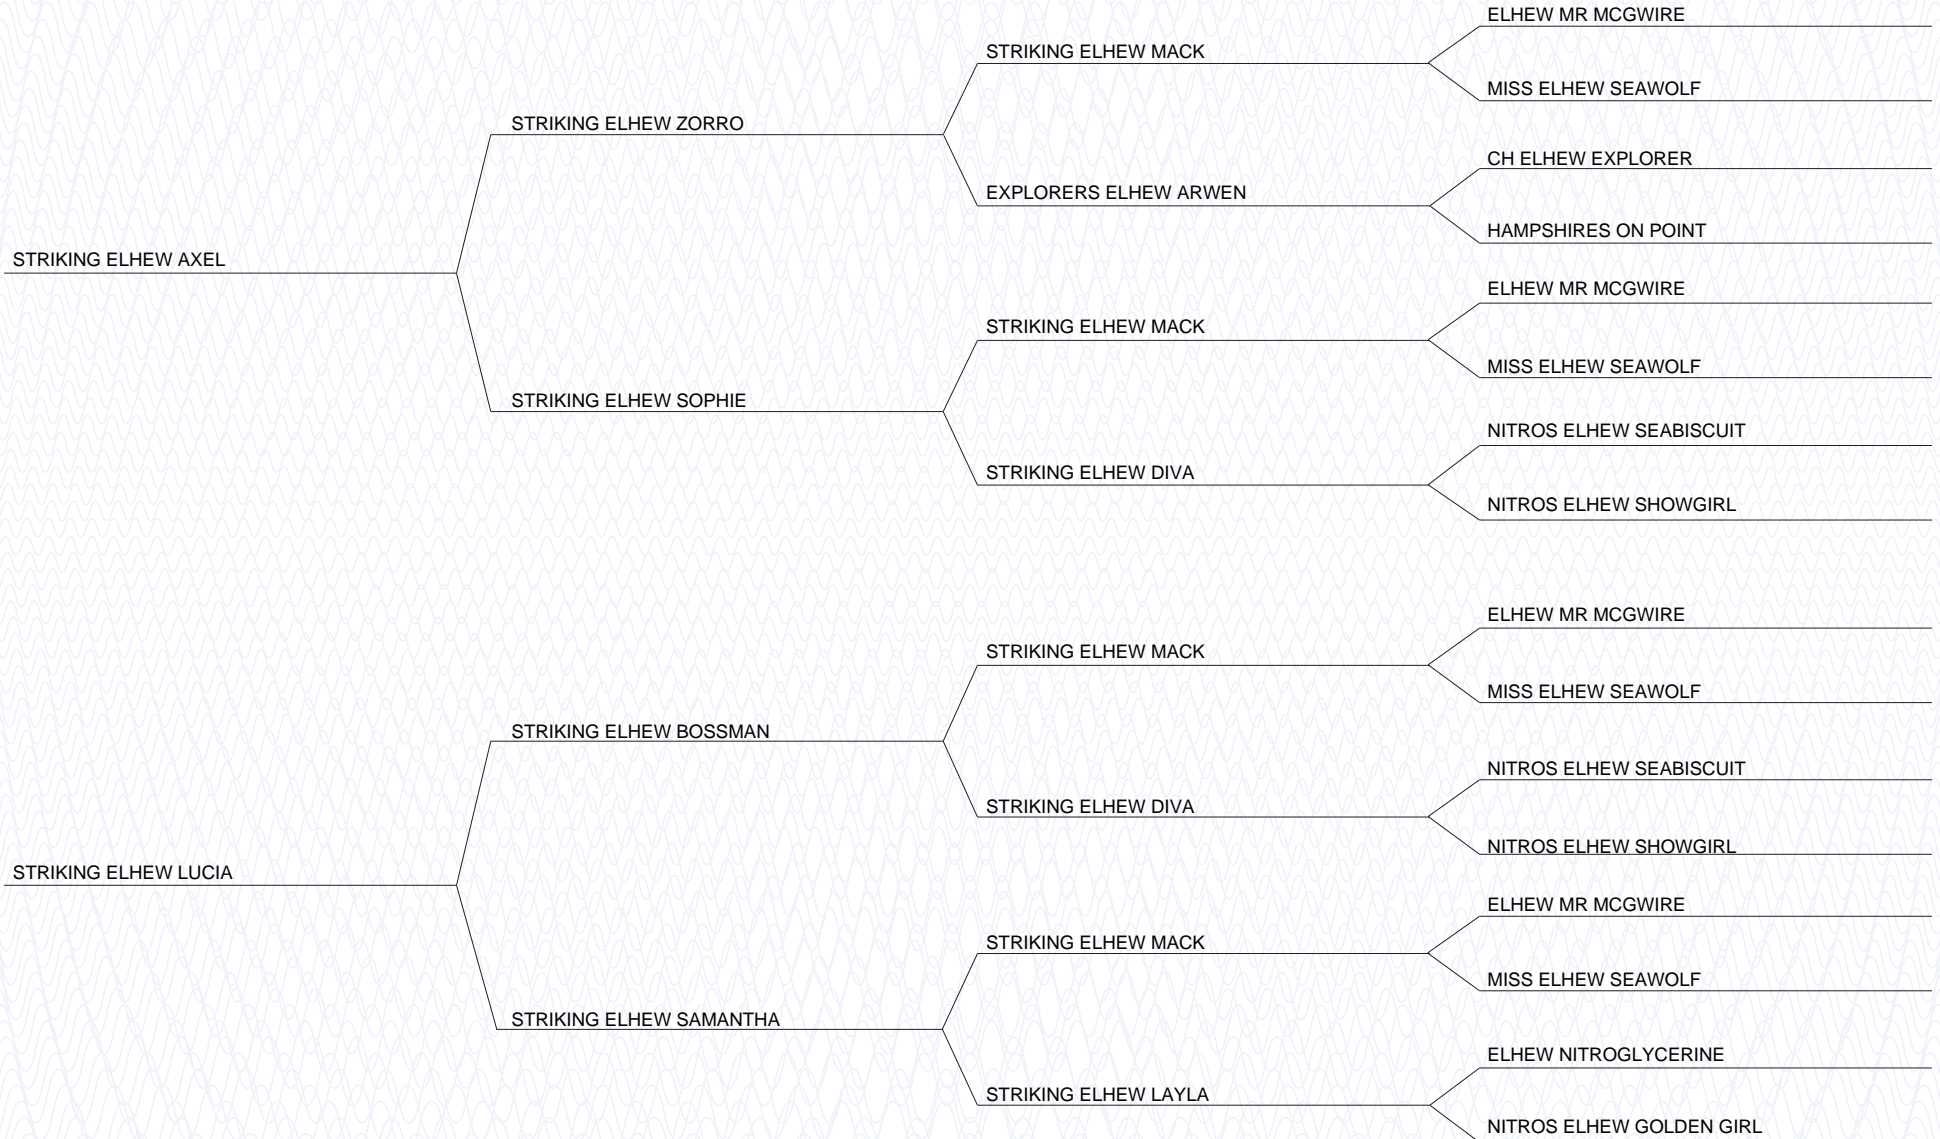 ELHEW MR MCGWIRE
STRIKING ELHEW MACK
MISS ELHEW SEAWOLF
STRIKING ELHEW ZORRO
CH ELHEW EXPLORER
EXPLORERS ELHEW ARWEN
HAMPSHIRES ON POINT
STRIKING ELHEW AXEL
ELHEW MR MCGWIRE
STRIKING ELHEW MACK
MISS ELHEW SEAWOLF
STRIKING ELHEW SOPHIE
NITROS ELHEW SEABISCUIT
STRIKING ELHEW DIVA
NITROS ELHEW SHOWGIRL
ELHEW MR MCGWIRE
STRIKING ELHEW MACK
MISS ELHEW SEAWOLF
STRIKING ELHEW BOSSMAN
NITROS ELHEW SEABISCUIT
STRIKING ELHEW DIVA
NITROS ELHEW SHOWGIRL
STRIKING ELHEW LUCIA
ELHEW MR MCGWIRE
STRIKING ELHEW MACK
MISS ELHEW SEAWOLF
STRIKING ELHEW SAMANTHA
ELHEW NITROGLYCERINE
STRIKING ELHEW LAYLA
NITROS ELHEW GOLDEN GIRL